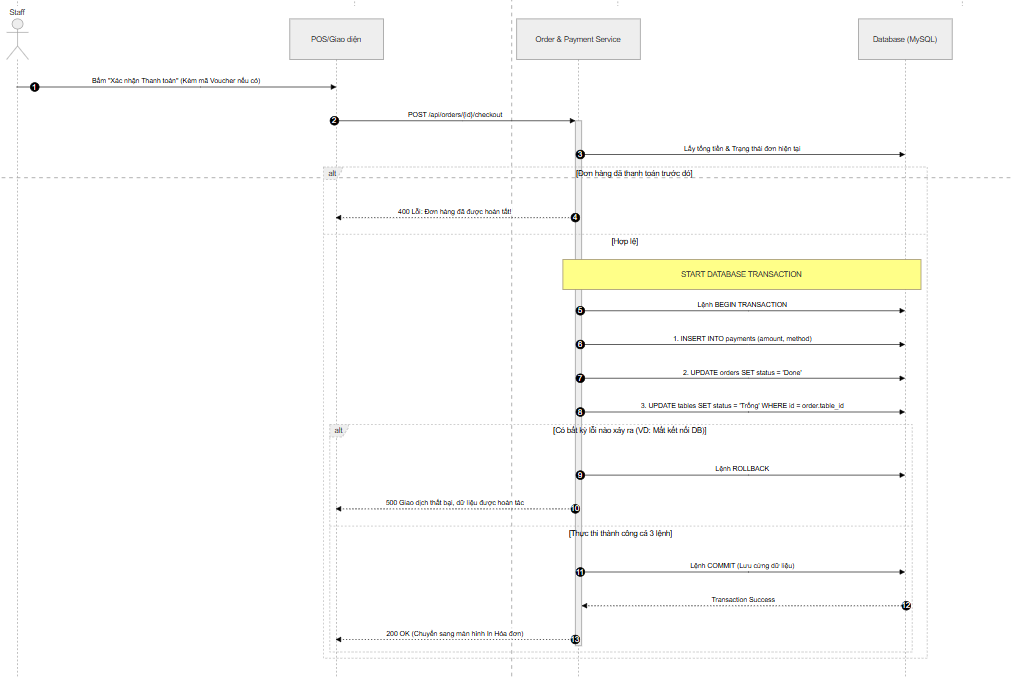 Staff
POS/Giao diện
Order & Payment Service
Database (MySQL)
1
Bấm "Xác nhận Thanh toán" (Kèm mã Voucher nếu có)
2
POST /api/orders/{id}/checkout
3
Lấy tổng tiền & Trạng thái đơn hiện tại
alt
[Đơn hàng đã thanh toán trước đó]
400 Lỗi: Đơn hàng đã được hoàn tất!
4
[Hợp lệ]
START DATABASE TRANSACTION
5
Lệnh BEGIN TRANSACTION
6
1. INSERT INTO payments (amount, method)
7
2. UPDATE orders SET status = 'Done'
8
3. UPDATE tables SET status = 'Trống' WHERE id = order.table_id
alt
[Có bất kỳ lỗi nào xảy ra (VD: Mất kết nối DB)]
9
Lệnh ROLLBACK
500 Giao dịch thất bại, dữ liệu được hoàn tác
10
[Thực thi thành công cả 3 lệnh]
11
Lệnh COMMIT (Lưu cứng dữ liệu)
Transaction Success
12
200 OK (Chuyển sang màn hình In Hóa đơn)
13